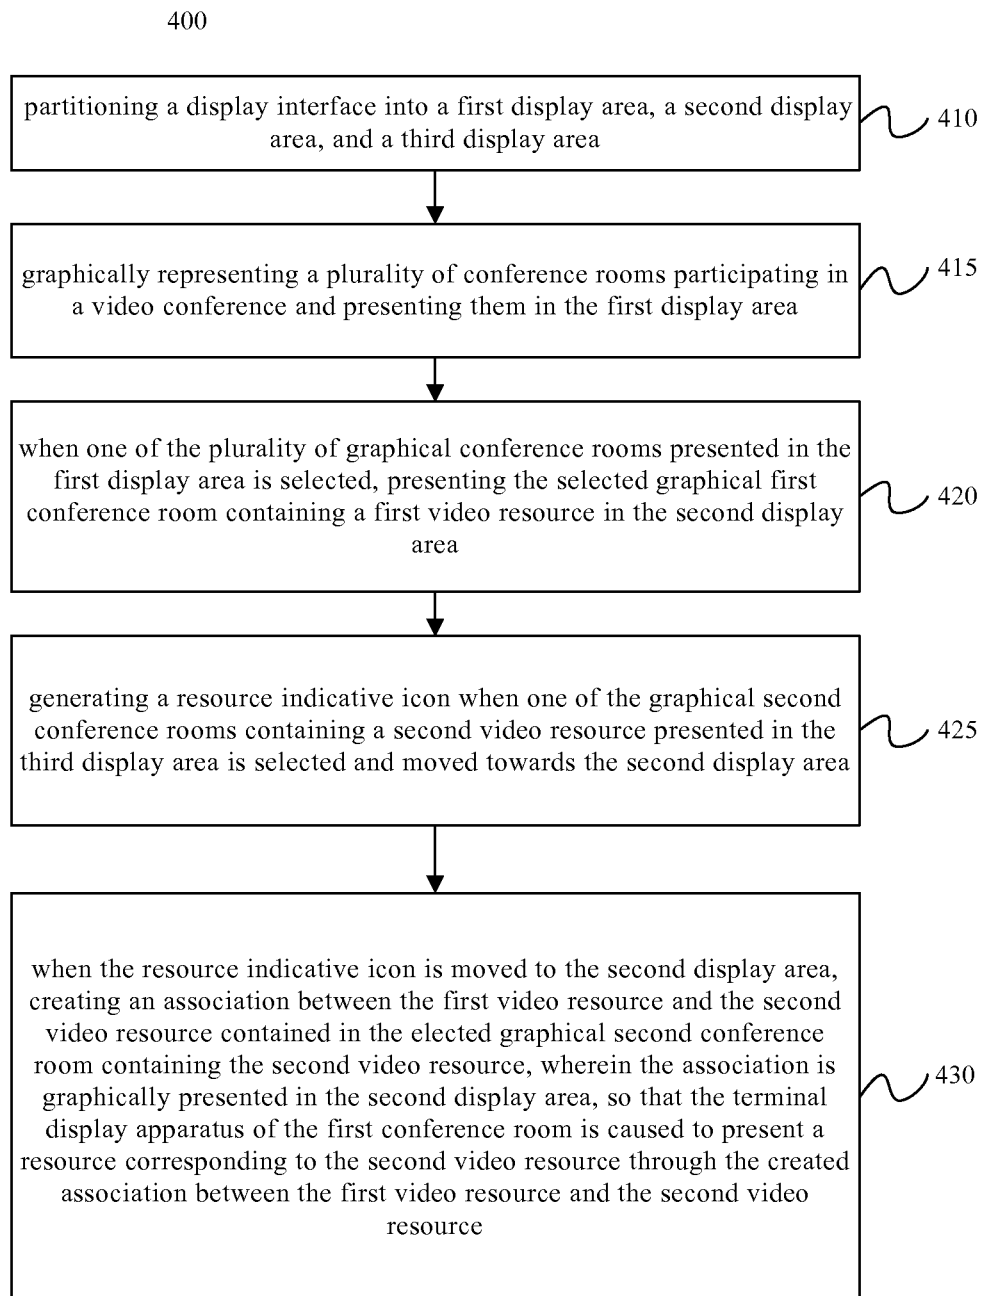 400
partitioning a display interface into a first display area, a second display
area, and a third display area
410
graphically representing a plurality of conference rooms participating in
a video conference and presenting them in the first display area
415
when one of the plurality of graphical conference rooms presented in the
first display area is selected, presenting the selected graphical first
conference room containing a first video resource in the second display
area
420
generating a resource indicative icon when one of the graphical second
conference rooms containing a second video resource presented in the
third display area is selected and moved towards the second display area
425
when the resource indicative icon is moved to the second display area,
creating an association between the first video resource and the second
video resource contained in the elected graphical second conference
room containing the second video resource, wherein the association is
graphically presented in the second display area, so that the terminal
display apparatus of the first conference room is caused to present a
resource corresponding to the second video resource through the created
association between the first video resource and the second video
resource
430